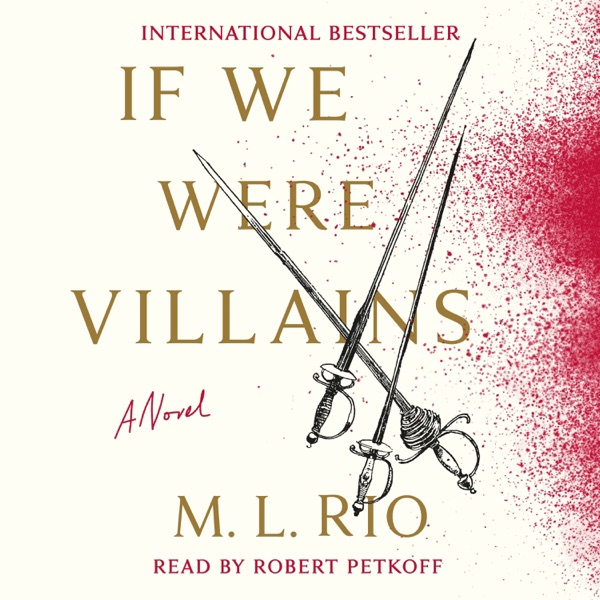 INTERNATIONAL BESTSELLER
IF WE
WERE
VILLAINS
A Novel
M. L. RIO
READ BY ROBERT PETKOFF